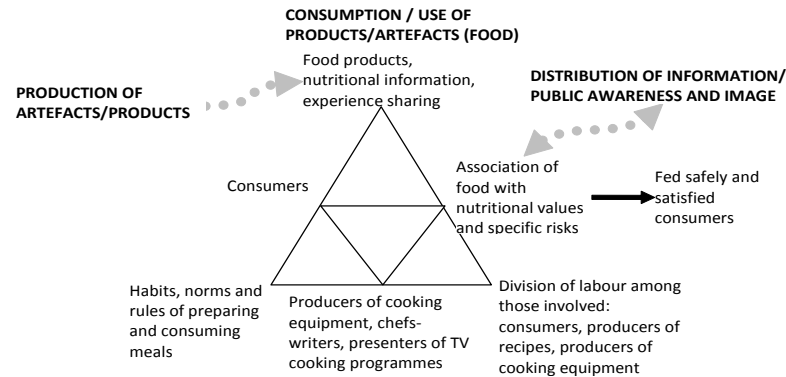 CONSUMPTION / USE OF
PRODUCTS/ARTEFACTS (FOOD)
Food products,
nutritional information,
experience sharing
PRODUCTION OF
ARTEFACTS/PRODUCTS
DISTRIBUTION OF INFORMATION/
PUBLIC AWARENESS AND IMAGE
Consumers
Association of
food with
nutritional values
and specific risks
Fed safely and
satisfied
consumers
Habits, norms and
rules of preparing
and consuming
meals
Producers of cooking
equipment, chefs-
writers, presenters of TV
cooking programmes
Division of labour among
those involved:
consumers, producers of
recipes, producers of
cooking equipment